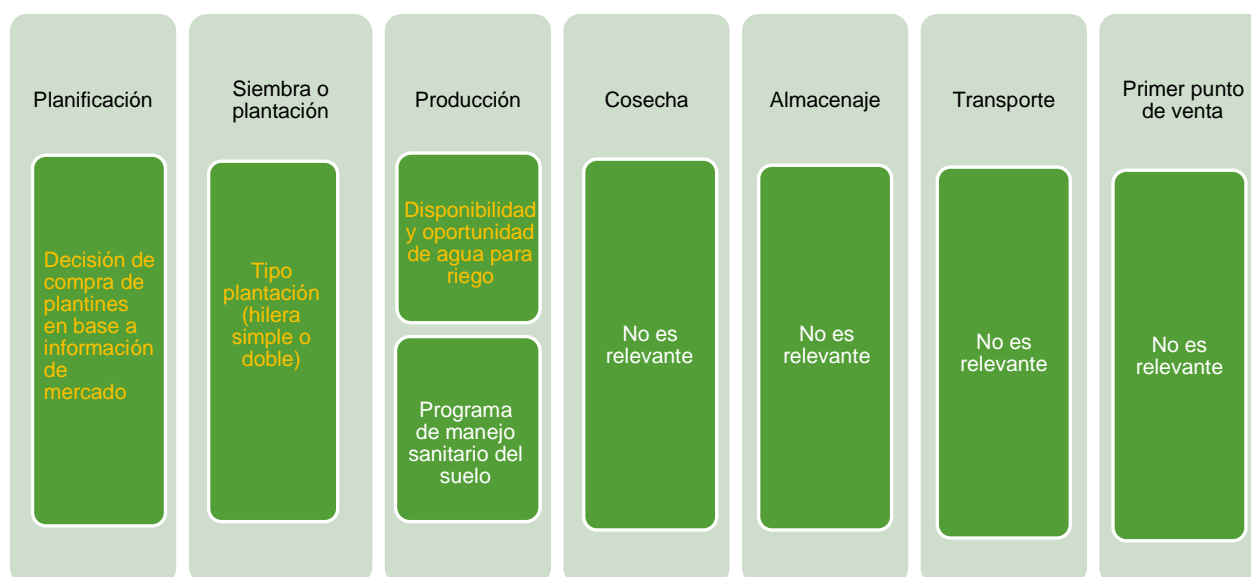 Planificación
Decisión de
compra de
plantines
en base a
información
de
mercado
Siembra o
plantación
Tipo
plantación
(hilera
simple o
doble)
Producción
Disponibilidad
y oportunidad
de agua para
riego
Programa
de manejo
sanitario del
suelo
Cosecha
No es
relevante
Almacenaje
No es
relevante
Transporte
No es
relevante
Primer punto
de venta
No es
relevante